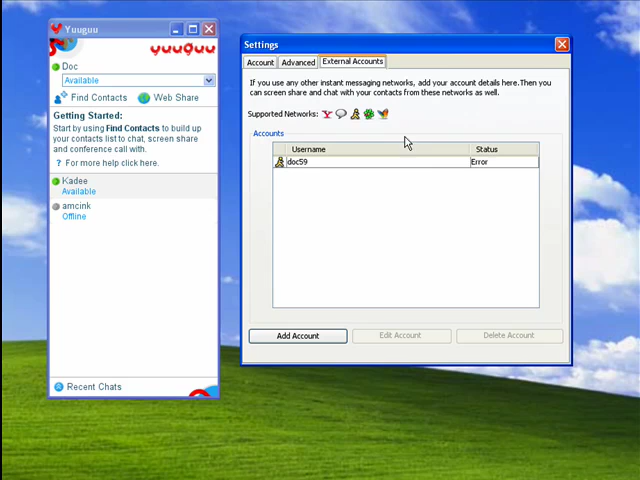 Yuuguu
yuuguu
Doc
Available
Find Contacts
Web Share
Getting Started:
Start by using Find Contacts to build up
your contacts list to chat, screen share
and conference call with.
? For more help click here.
Kadee
Available
amcink
Offline
Recent Chats
Settings
Account
Advanced
External Accounts
If you use any other instant messaging networks, add your account details here.Then you
can screen share and chat with your contacts from these networks as well.
Supported Networks:
Accounts
Username Status
doc59 Error
Add Account
Edit Account
Delete Account